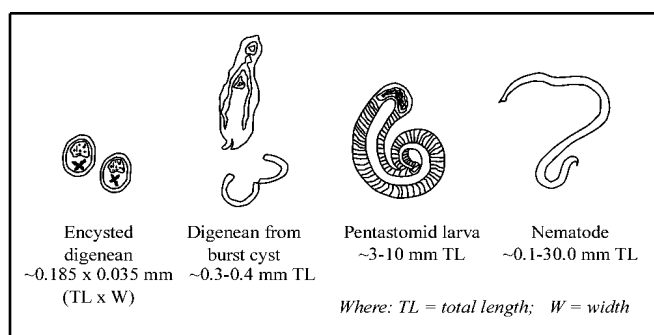 Encysted
digenean
~0.185 x 0.035 mm
(TL x W)
Digenean from
burst cyst
~0.3-0.4 mm TL
Pentastomid larva
~3-10 mm TL
Nematode
~0.1-30.0 mm TL
Where: TL = total length; W = width